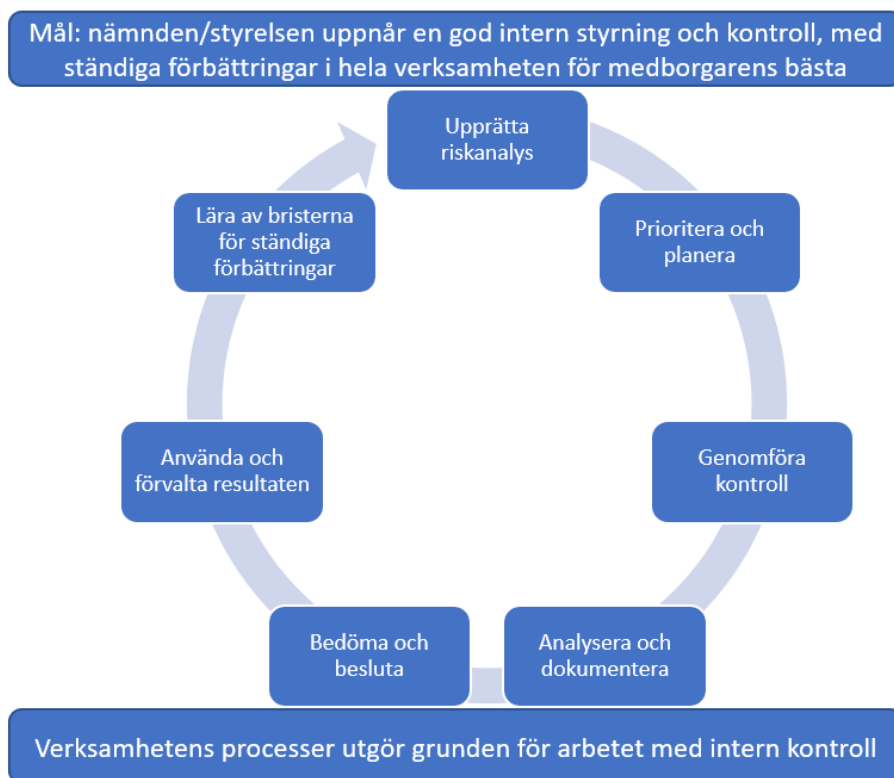 Mål: nämnden/styrelsen uppnår en god intern styrning och kontroll, med
ständiga förbättringar i hela verksamheten för medborgarens bästa
Upprätta
riskanalys
Prioritera och
planera
Genomföra
kontroll
Analysera och
dokumentera
Bedöma och
besluta
Använda och
förvalta resultaten
Lära av bristerna
för ständiga
förbättringar
Verksamhetens processer utgör grunden för arbetet med intern kontroll